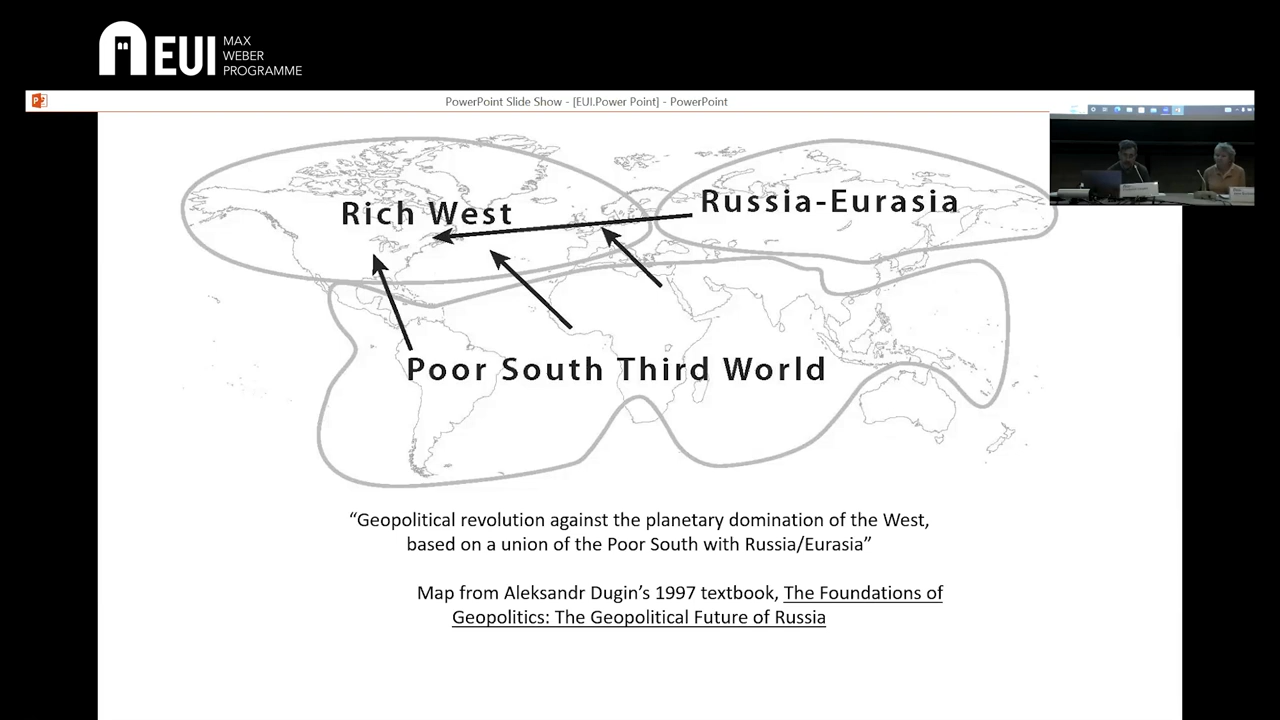 EUI
MAX
WEBER
PROGRAMME
PowerPoint Slide Show - [EUI.Power Point] - PowerPoint
Rich West
Russia-Eurasia
Poor South Third World
“Geopolitical revolution against the planetary domination of the West,
based on a union of the Poor South with Russia/Eurasia”
Map from Aleksandr Dugin’s 1997 textbook, The Foundations of
Geopolitics: The Geopolitical Future of Russia